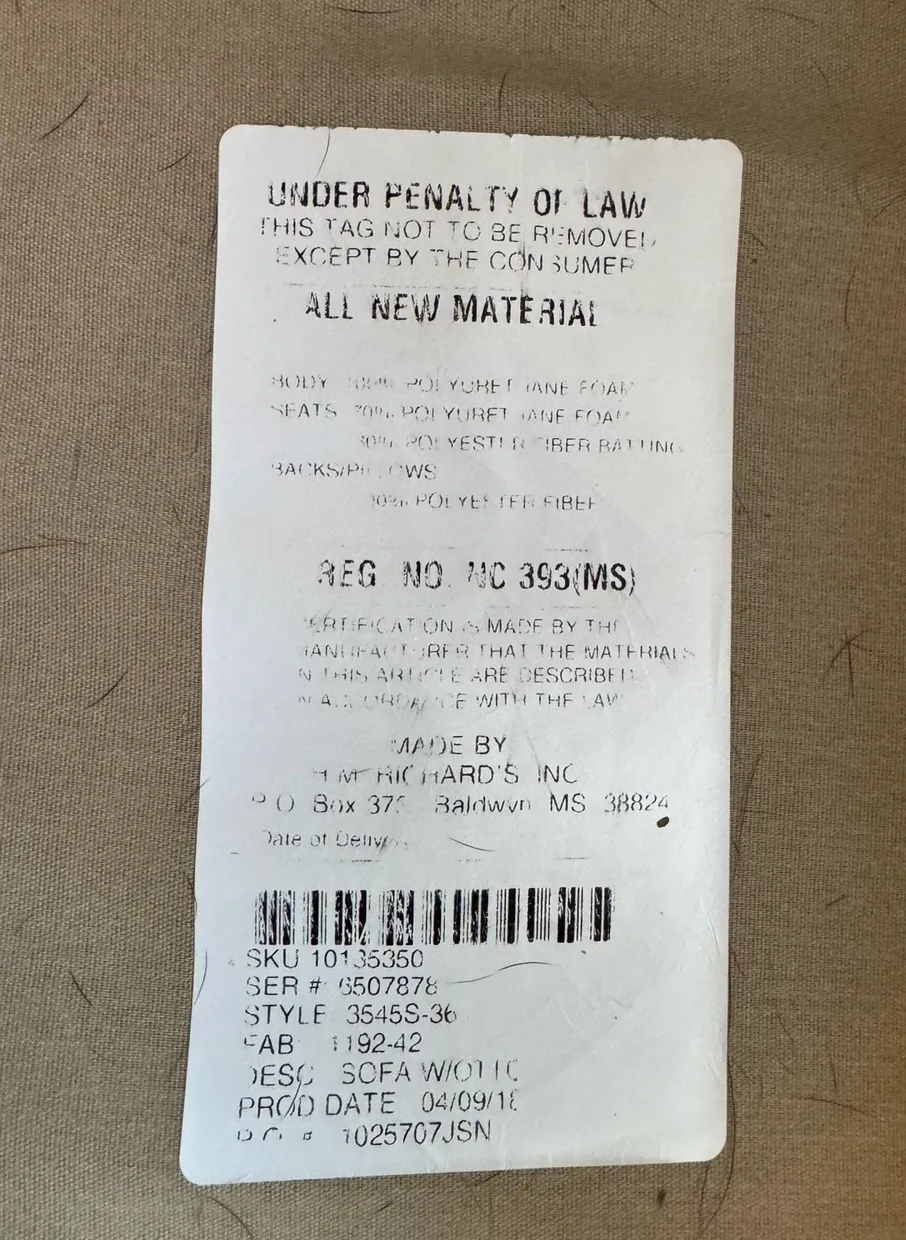 UNDER PENALTY OF LAW
THIS TAG NOT TO BE REMOVED
EXCEPT BY THE CONSUMER
ALL NEW MATERIAL
BODY 100% POLYURETHANE FOAM
SEATS 70% POLYURETHANE FOAM
30% POLYESTER FIBER BATTING
BACKS/PILLOWS
POLYESTER FIBER
REG. NO. NC 393(MS)
CERTIFICATION IS MADE BY THE
MANUFACTURER THAT THE MATERIALS
IN THIS ARTICLE ARE DESCRIBED
IN ACCORDANCE WITH THE LAW
MADE BY
H.M. RICHARD'S INC
P.O. Box Baldwyn MS 38824
Date of Delivery
SKU 10135350
SER # 6507878
STYLE 3545S-36
FAB 1192-42
DESC SOFA
PROD DATE
P.O. # 1025707JSN